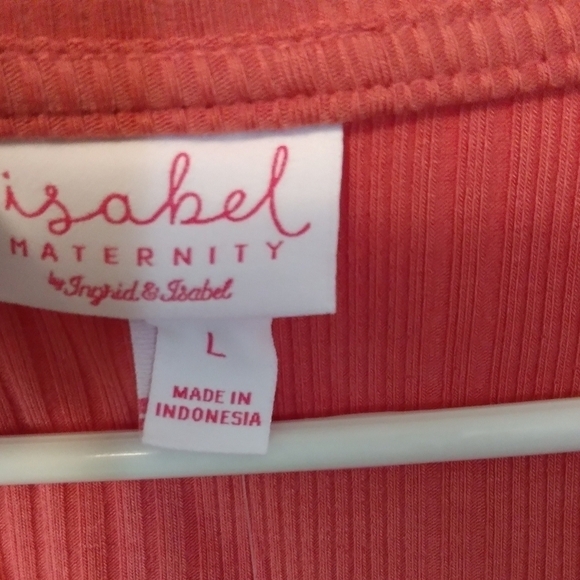 isabel
MATERNITY
by Ingrid & Isabel
L
MADE IN
INDONESIA